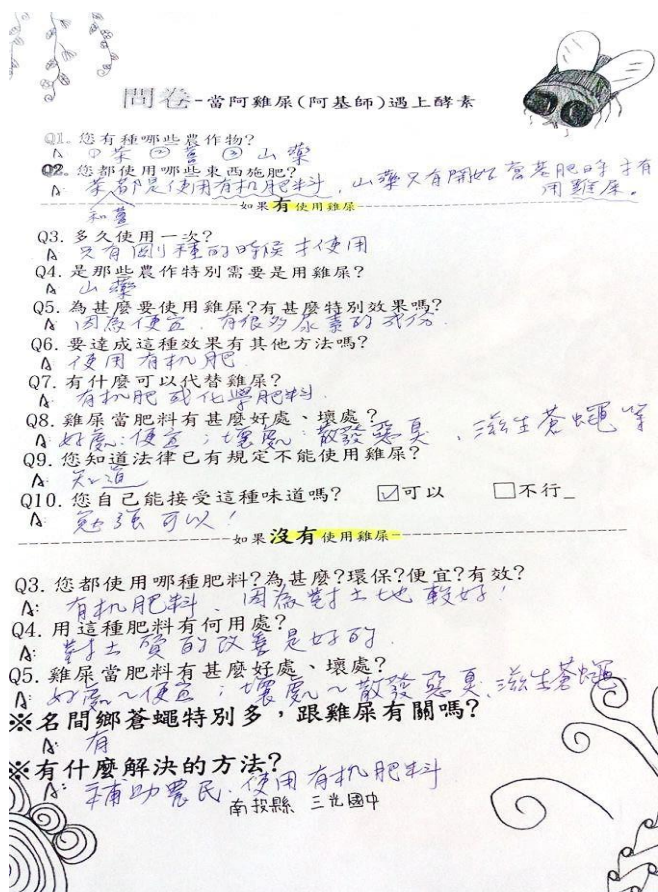 問卷-當阿雞屎(阿基師)遇上酵素
Q1. 您有種哪些農作物?
A ①茶 ②薑 ③山藥
Q2. 您都使用哪些東西施肥?
A 茶都是使用有机肥料,山藥只有開始當基肥時才有
和薑 用雞屎。
如果有使用雞屎
Q3. 多久使用一次?
A 只有剛種的時候才使用
Q4. 是那些農作特別需要是用雞屎?
A 山藥
Q5. 為甚麼要使用雞屎?有甚麼特別效果嗎?
A 因為便宜、有很多尿素的成份.
Q6. 要達成這種效果有其他方法嗎?
A 使用有机肥
Q7. 有什麼可以代替雞屎?
A 有机肥或化學肥料.
Q8. 雞屎當肥料有甚麼好處、壞處?
A: 好處:便宜;壞處:散發惡臭、滋生蒼蠅等
Q9. 您知道法律已有規定不能使用雞屎?
A 知道
Q10. 您自己能接受這種味道嗎? ☑可以 □不行_
A: 勉強可以!
如果沒有使用雞屎
Q3. 您都使用哪種肥料?為甚麼?環保?便宜?有效?
A: 有机肥料、因為對土地較好!
Q4. 用這種肥料有何用處?
A: 對土質的改善是好的.
Q5. 雞屎當肥料有甚麼好處、壞處?
A: 好處~便宜;壞處~散發惡臭、滋生蒼蠅
※名間鄉蒼蠅特別多,跟雞屎有關嗎?
A: 有
※有什麼解決的方法?
A: 補助農民、使用有机肥料
南投縣 三光國中